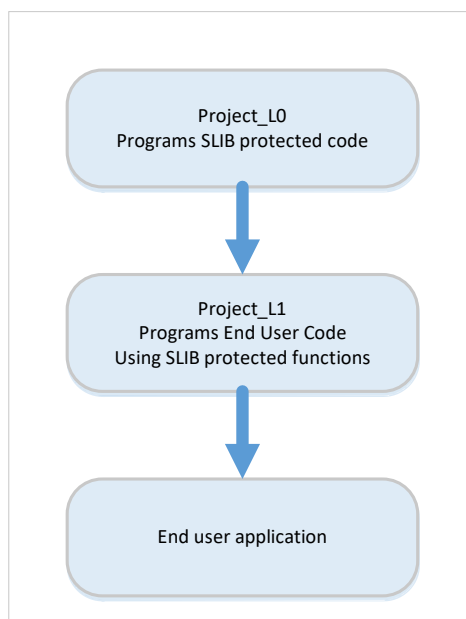 Project_L0
Programs SLIB protected code
Project_L1
Programs End User Code
Using SLIB protected functions
End user application